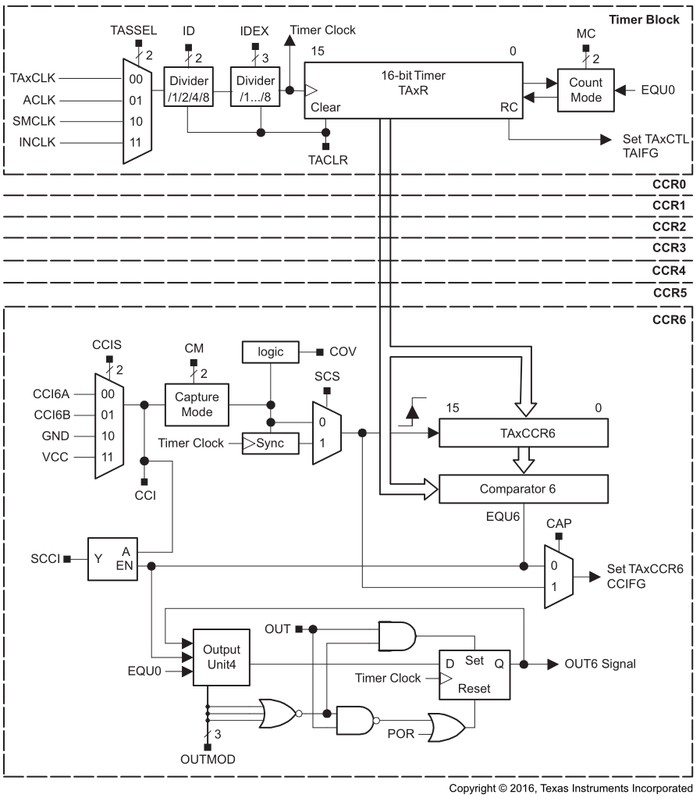 Timer Block
TASSEL
ID
IDEX
Timer Clock
MC
2
2
3
15
0
2
TAxCLK
ACLK
SMCLK
INCLK
00
01
10
11
Divider
/1/2/4/8
Divider
/1.../8
16-bit Timer
TAxR
Clear
RC
Count
Mode
EQU0
TACLR
Set TAxCTL
TAIFG
CCR0
CCR1
CCR2
CCR3
CCR4
CCR5
CCR6
CCIS
2
CM
2
logic
COV
SCS
CCI6A
CCI6B
GND
VCC
00
01
10
11
Capture
Mode
Timer Clock
Sync
0
1
15
0
TAxCCR6
CCI
Comparator 6
EQU6
CAP
SCCI
Y
A
EN
0
1
Set TAxCCR6
CCIFG
OUT
EQU0
Output
Unit4
D
Set
Q
Timer Clock
Reset
OUT6 Signal
POR
3
OUTMOD
Copyright © 2016, Texas Instruments Incorporated